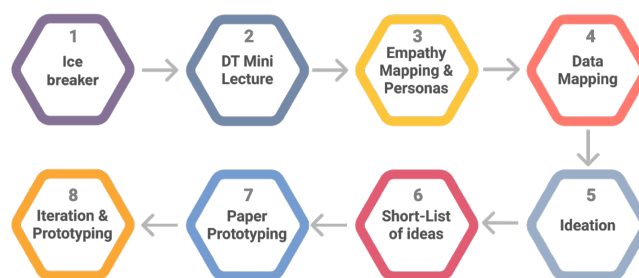 1
Ice
breaker
2
DT Mini
Lecture
3
Empathy
Mapping &
Personas
4
Data
Mapping
5
Ideation
6
Short-List
of ideas
7
Paper
Prototyping
8
Iteration &
Prototyping